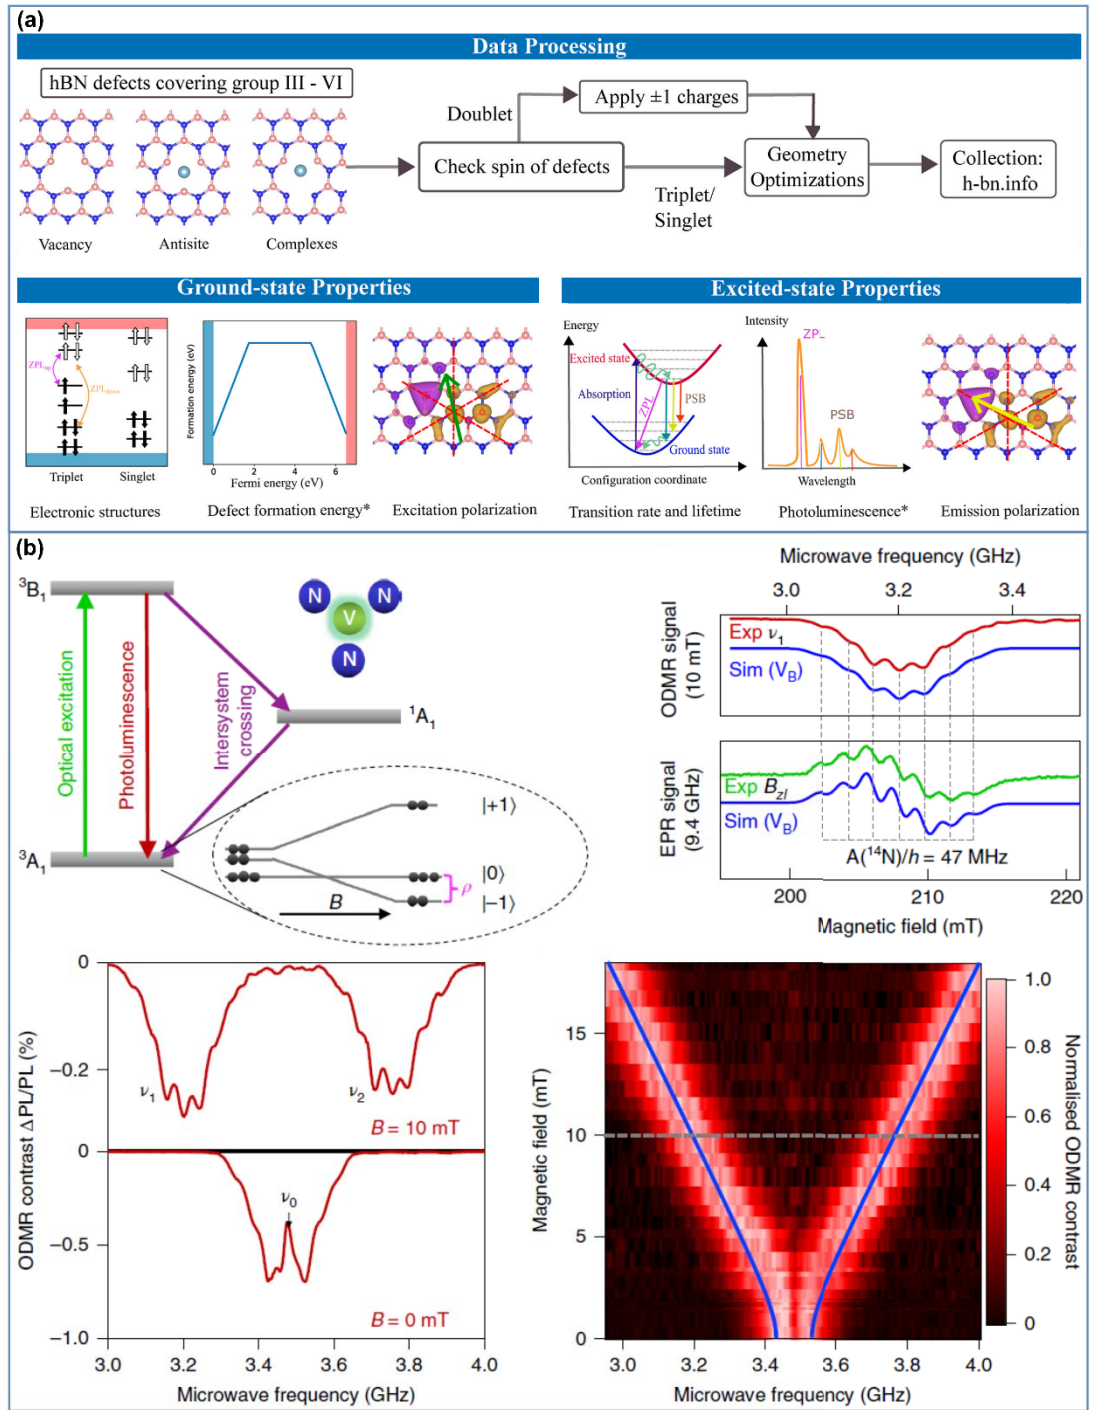 (a)
Data Processing
hBN defects covering group III - VI
Vacancy
Antisite
Complexes
Doublet
Apply ±1 charges
Check spin of defects
Triplet/
Singlet
Geometry
Optimizations
Collection:
h-bn.info
Ground-state Properties
ZPL_up
ZPL_down
Triplet
Singlet
Electronic structures
Formation energy (eV)
0 2 4 6
Fermi energy (eV)
Defect formation energy*
Excitation polarization
Excited-state Properties
Energy
Excited state
Absorption
ZPL
PSB
Ground state
Configuration coordinate
Transition rate and lifetime
Intensity
ZPL
PSB
Wavelength
Photoluminescence*
Emission polarization
(b)
³B₁
Optical excitation
Photoluminescence
Intersystem
crossing
N
V
N
N
¹A₁
³A₁
|+1⟩
|0⟩
|−1⟩
ρ
B
Microwave frequency (GHz)
3.0 3.2 3.4
ODMR signal
(10 mT)
Exp ν₁
Sim (V_B)
EPR signal
(9.4 GHz)
Exp B_zl
Sim (V_B)
A(¹⁴N)/h = 47 MHz
200 210 220
Magnetic field (mT)
ODMR contrast Δ PL/PL (%)
0
−0.2
ν₁
ν₂
B = 10 mT
0
−0.5
−1.0
ν₀
B = 0 mT
3.0 3.2 3.4 3.6 3.8 4.0
Microwave frequency (GHz)
Magnetic field (mT)
15
10
5
0
3.0 3.2 3.4 3.6 3.8 4.0
Microwave frequency (GHz)
1.0
0.8
0.6
0.4
0.2
0
Normalised ODMR contrast